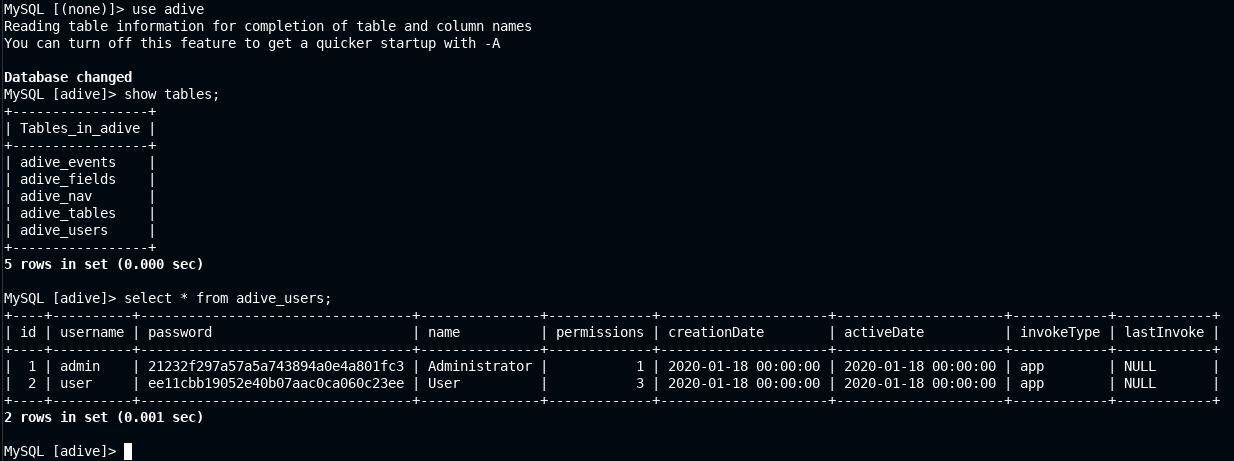 MySQL [(none)]> use adive
Reading table information for completion of table and column names
You can turn off this feature to get a quicker startup with -A

Database changed
MySQL [adive]> show tables;
+-----------------+
| Tables_in_adive |
+-----------------+
| adive_events    |
| adive_fields    |
| adive_nav       |
| adive_tables    |
| adive_users     |
+-----------------+
5 rows in set (0.000 sec)

MySQL [adive]> select * from adive_users;
+----+----------+----------------------------------+---------------+-------------+---------------------+---------------------+------------+------------+
| id | username | password                         | name          | permissions | creationDate        | activeDate          | invokeType | lastInvoke |
+----+----------+----------------------------------+---------------+-------------+---------------------+---------------------+------------+------------+
|  1 | admin    | 21232f297a57a5a743894a0e4a801fc3 | Administrator |           1 | 2020-01-18 00:00:00 | 2020-01-18 00:00:00 | app        | NULL       |
|  2 | user     | ee11cbb19052e40b07aac0ca060c23ee | User          |           3 | 2020-01-18 00:00:00 | 2020-01-18 00:00:00 | app        | NULL       |
+----+----------+----------------------------------+---------------+-------------+---------------------+---------------------+------------+------------+
2 rows in set (0.001 sec)

MySQL [adive]>